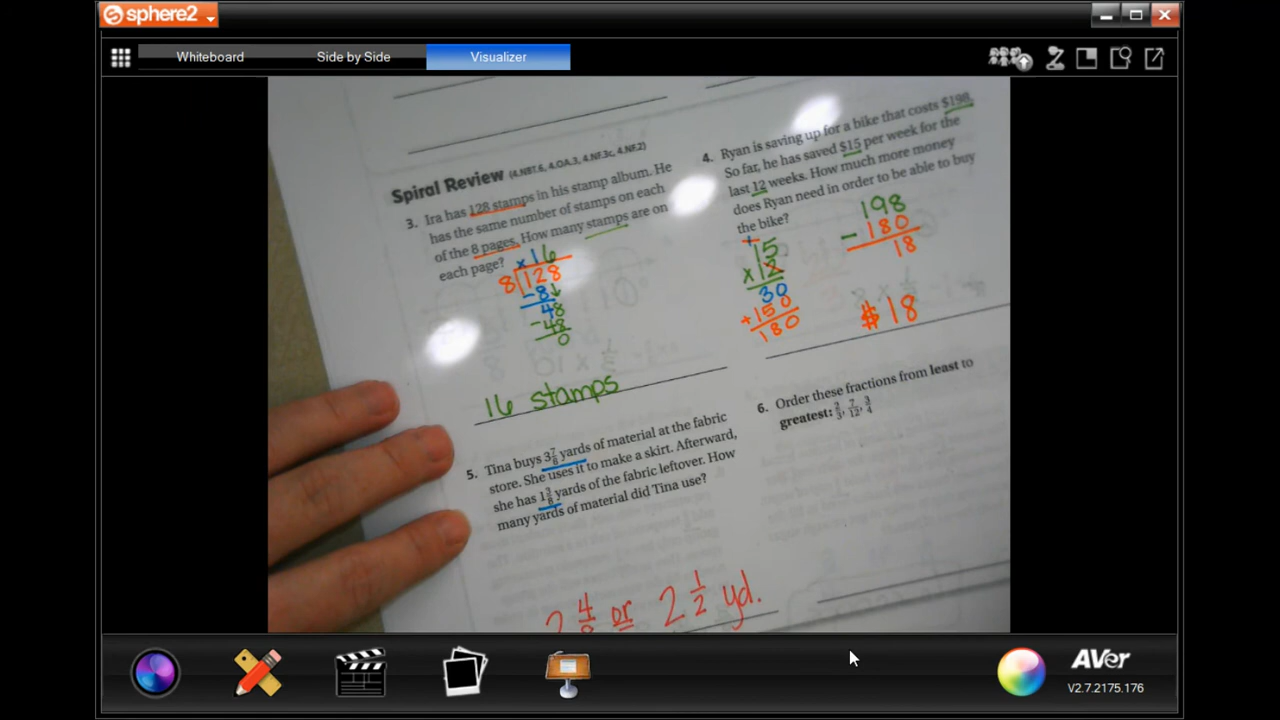 sphere2
Whiteboard Side by Side Visualizer
Spiral Review (4.NBT.6, 4.OA.3, 4.NF.3c, 4.NF.2)
3. Ira has 128 stamps in his stamp album. He
has the same number of stamps on each
of the 8 pages. How many stamps are on
each page?
× 16
8 128
- 8
48
- 48
0
16 stamps
4. Ryan is saving up for a bike that costs $198.
So far, he has saved $15 per week for the
last 12 weeks. How much more money
does Ryan need in order to be able to buy
the bike?
15
× 12
30
+ 150
180
198
- 180
18
$18
5. Tina buys 3 7/8 yards of material at the fabric
store. She uses it to make a skirt. Afterward,
she has 1 3/8 yards of the fabric leftover. How
many yards of material did Tina use?
2 4/8 or 2 1/2 yd.
6. Order these fractions from least to
greatest: 2/3, 7/12, 3/4
AVer
V2.7.2175.176